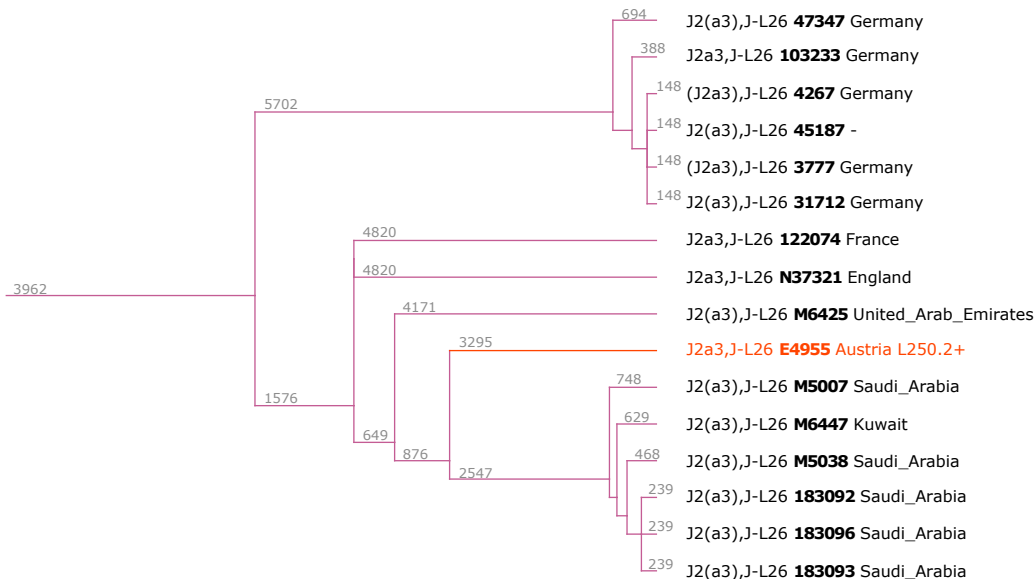 694 J2(a3),J-L26 47347 Germany
388 J2a3,J-L26 103233 Germany
148 (J2a3),J-L26 4267 Germany
5702
148 J2(a3),J-L26 45187 -
148 (J2a3),J-L26 3777 Germany
148 J2(a3),J-L26 31712 Germany
4820 J2a3,J-L26 122074 France
4820 J2a3,J-L26 N37321 England
3962
4171 J2(a3),J-L26 M6425 United_Arab_Emirates
3295 J2a3,J-L26 E4955 Austria L250.2+
748 J2(a3),J-L26 M5007 Saudi_Arabia
1576
629 J2(a3),J-L26 M6447 Kuwait
649
876
468 J2(a3),J-L26 M5038 Saudi_Arabia
2547
239 J2(a3),J-L26 183092 Saudi_Arabia
239 J2(a3),J-L26 183096 Saudi_Arabia
239 J2(a3),J-L26 183093 Saudi_Arabia